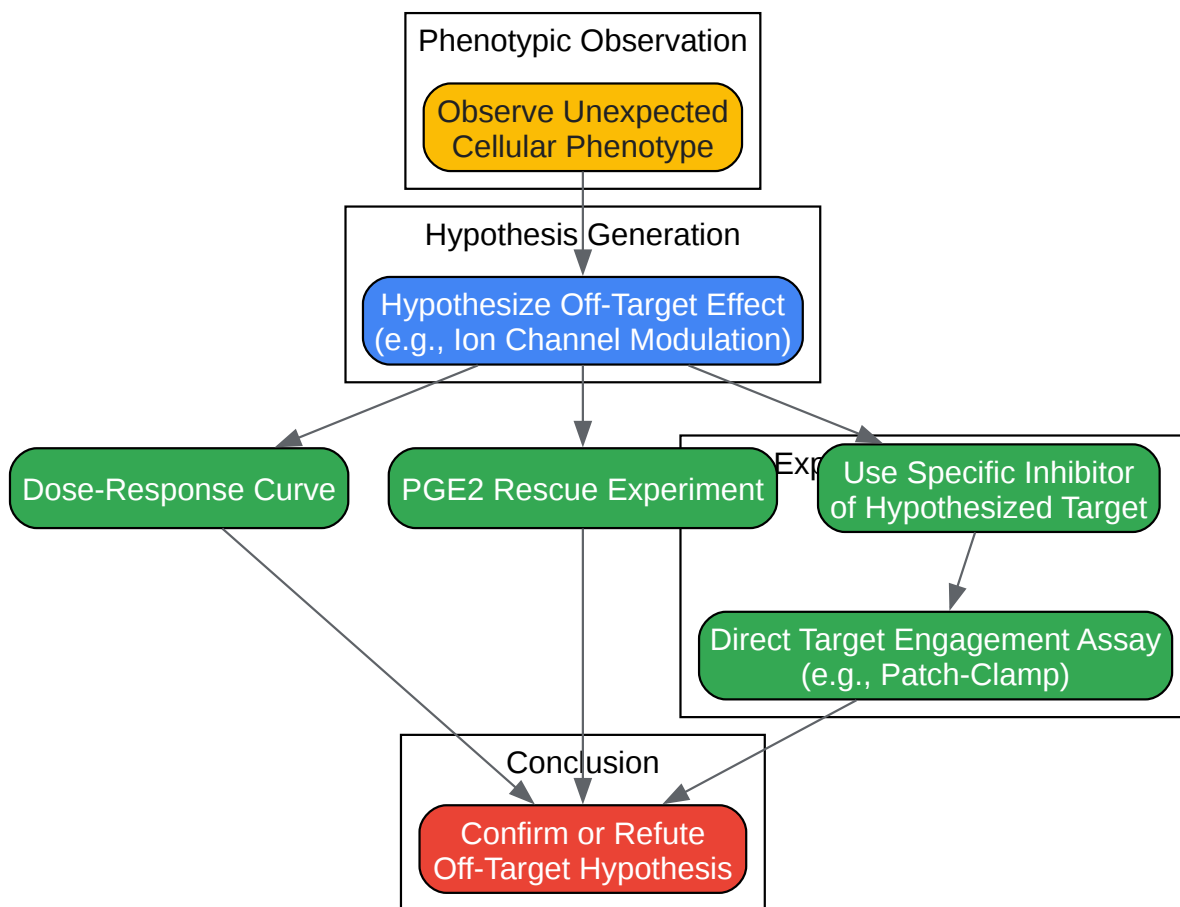 Phenotypic Observation
Observe Unexpected
Cellular Phenotype
Hypothesis Generation
Hypothesize Off-Target Effect
(e.g., Ion Channel Modulation)
Dose-Response Curve
PGE2 Rescue Experiment
Use Specific Inhibitor
of Hypothesized Target
Direct Target Engagement Assay
(e.g., Patch-Clamp)
Conclusion
Confirm or Refute
Off-Target Hypothesis